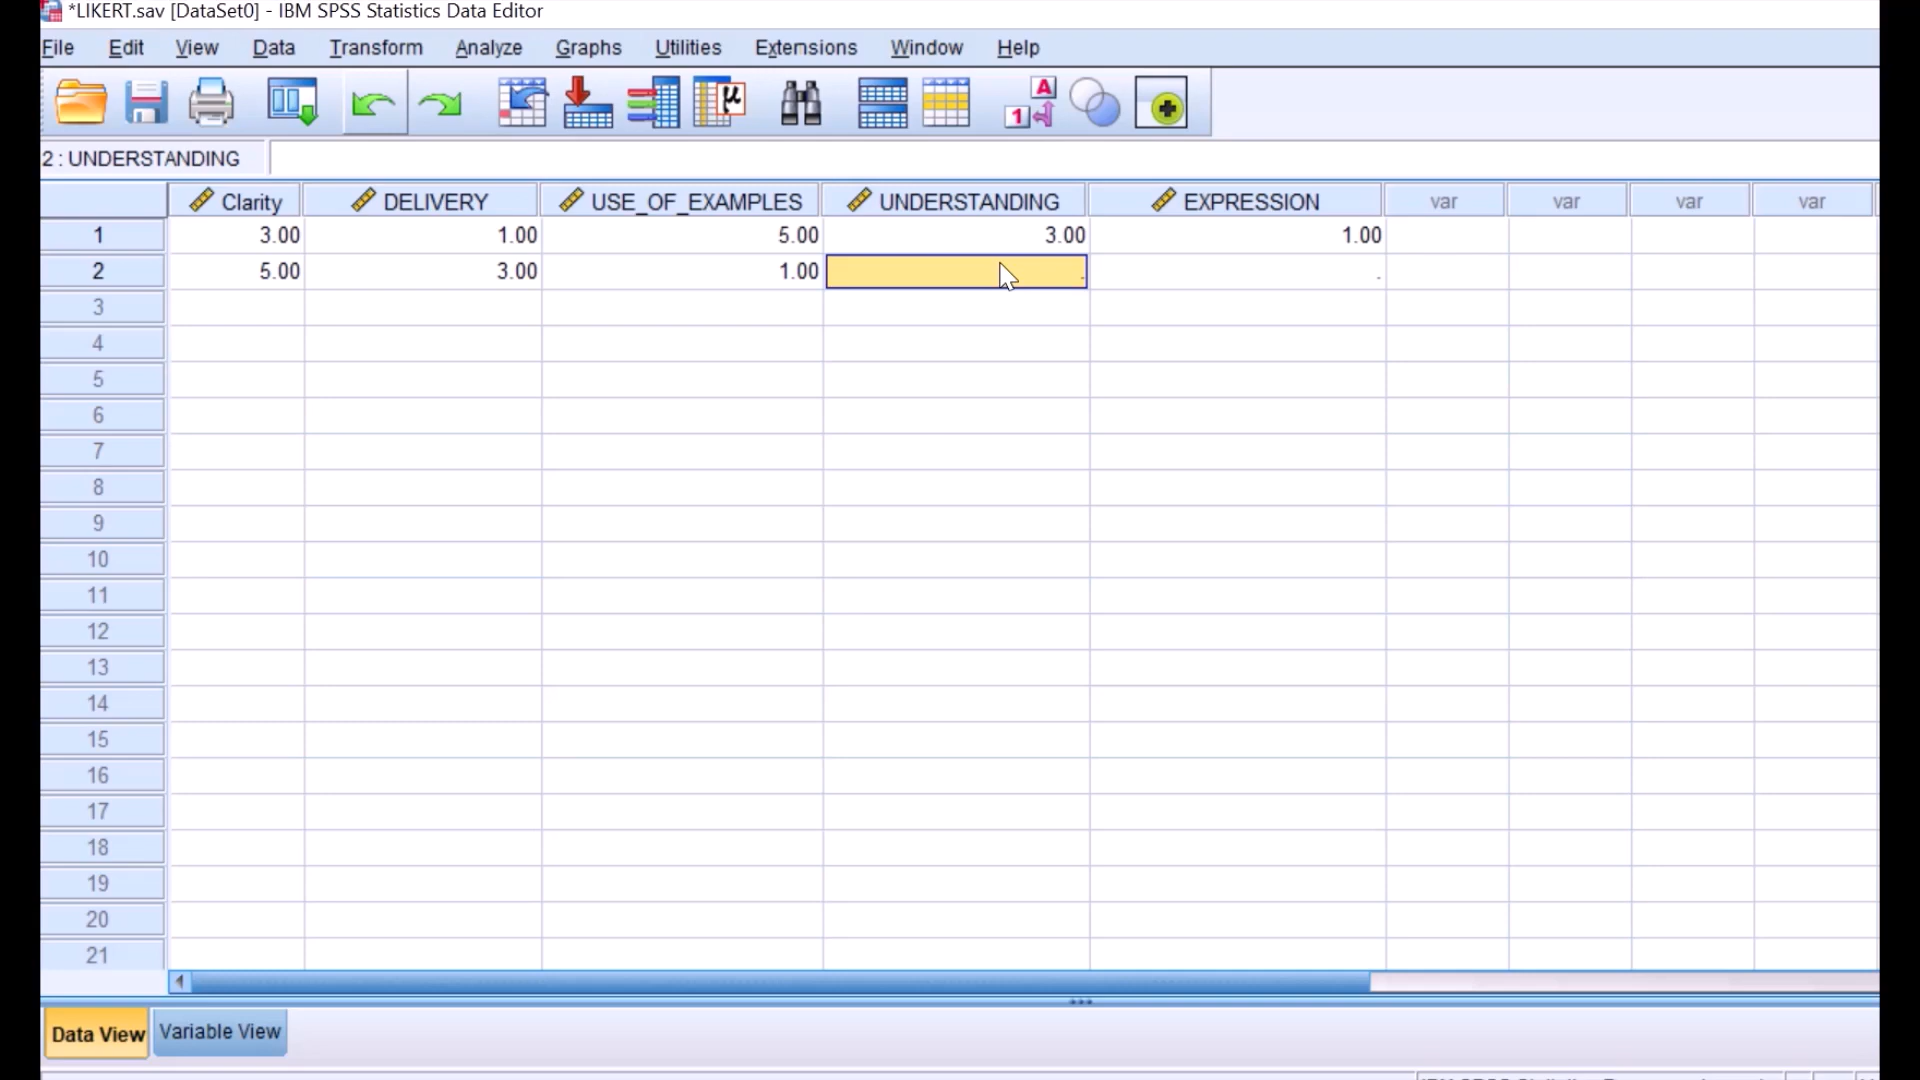 *LIKERT.sav [DataSet0] - IBM SPSS Statistics Data Editor
File Edit View Data Transform Analyze Graphs Utilities Extensions Window Help
µ A 1
2 : UNDERSTANDING
Clarity DELIVERY USE_OF_EXAMPLES UNDERSTANDING EXPRESSION var var var var
1 3.00 1.00 5.00 3.00 1.00
2 5.00 3.00 1.00 . .
3
4
5
6
7
8
9
10
11
12
13
14
15
16
17
18
19
20
21
Data View Variable View